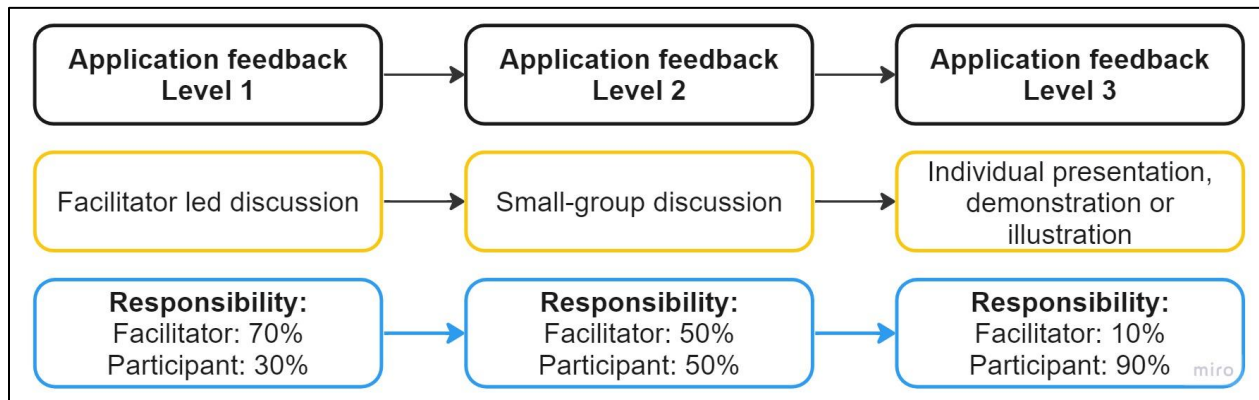 Application feedback
Level 1
Application feedback
Level 2
Application feedback
Level 3
Facilitator led discussion
Small-group discussion
Individual presentation,
demonstration or
illustration
Responsibility:
Facilitator: 70%
Participant: 30%
Responsibility:
Facilitator: 50%
Participant: 50%
Responsibility:
Facilitator: 10%
Participant: 90%
miro